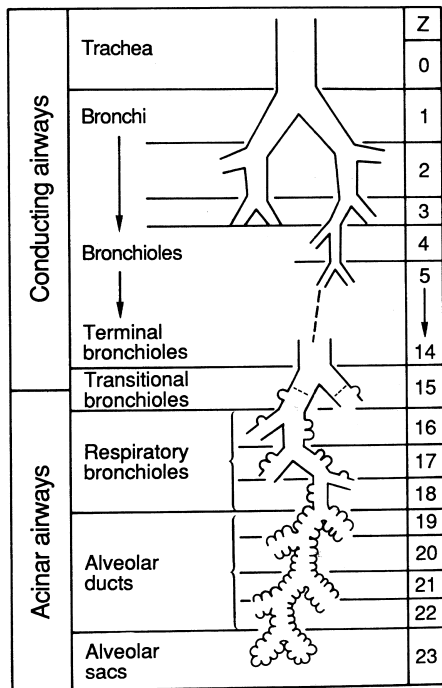 Z
Trachea
0
Bronchi
1
2
3
Bronchioles
4
5
Terminal
bronchioles
14
Transitional
bronchioles
15
Respiratory
bronchioles
16
17
18
Alveolar
ducts
19
20
21
22
Alveolar
sacs
23
Conducting airways
Acinar airways